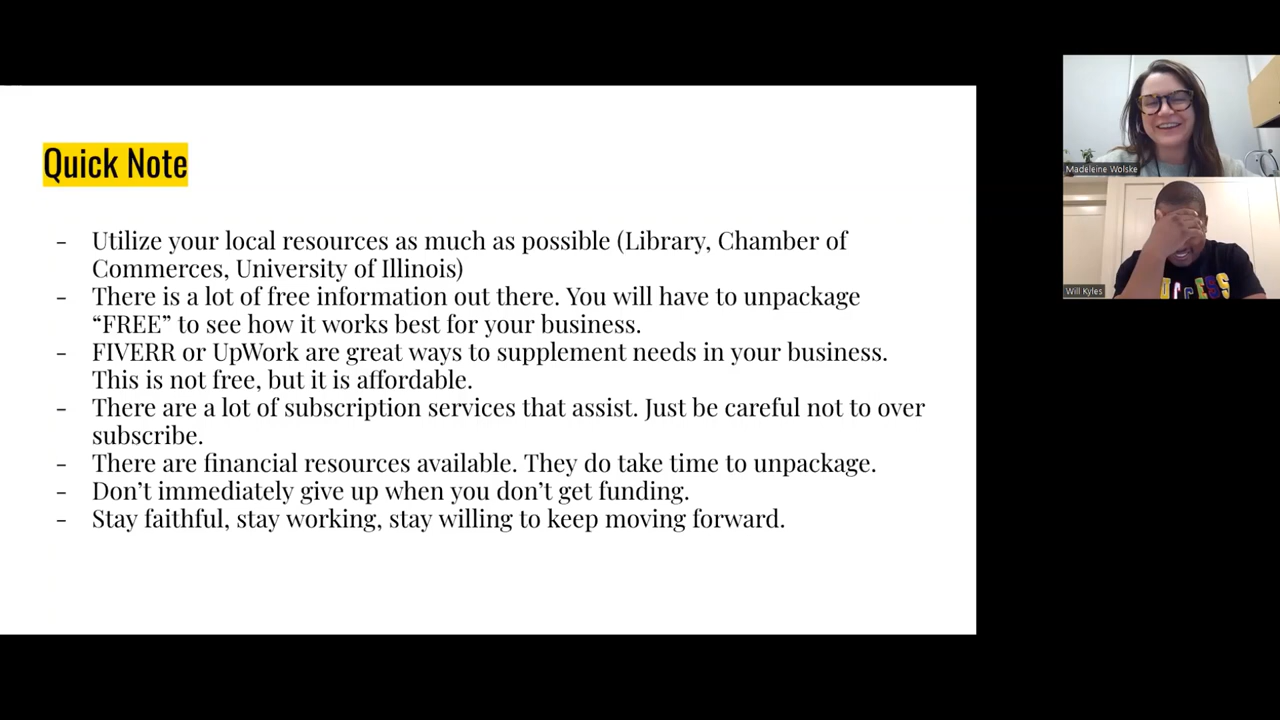 Quick Note
- Utilize your local resources as much as possible (Library, Chamber of
Commerces, University of Illinois)
- There is a lot of free information out there. You will have to unpackage
“FREE” to see how it works best for your business.
- FIVERR or UpWork are great ways to supplement needs in your business.
This is not free, but it is affordable.
- There are a lot of subscription services that assist. Just be careful not to over
subscribe.
- There are financial resources available. They do take time to unpackage.
- Don’t immediately give up when you don’t get funding.
- Stay faithful, stay working, stay willing to keep moving forward.
Madeleine Wolske
Will Kyles